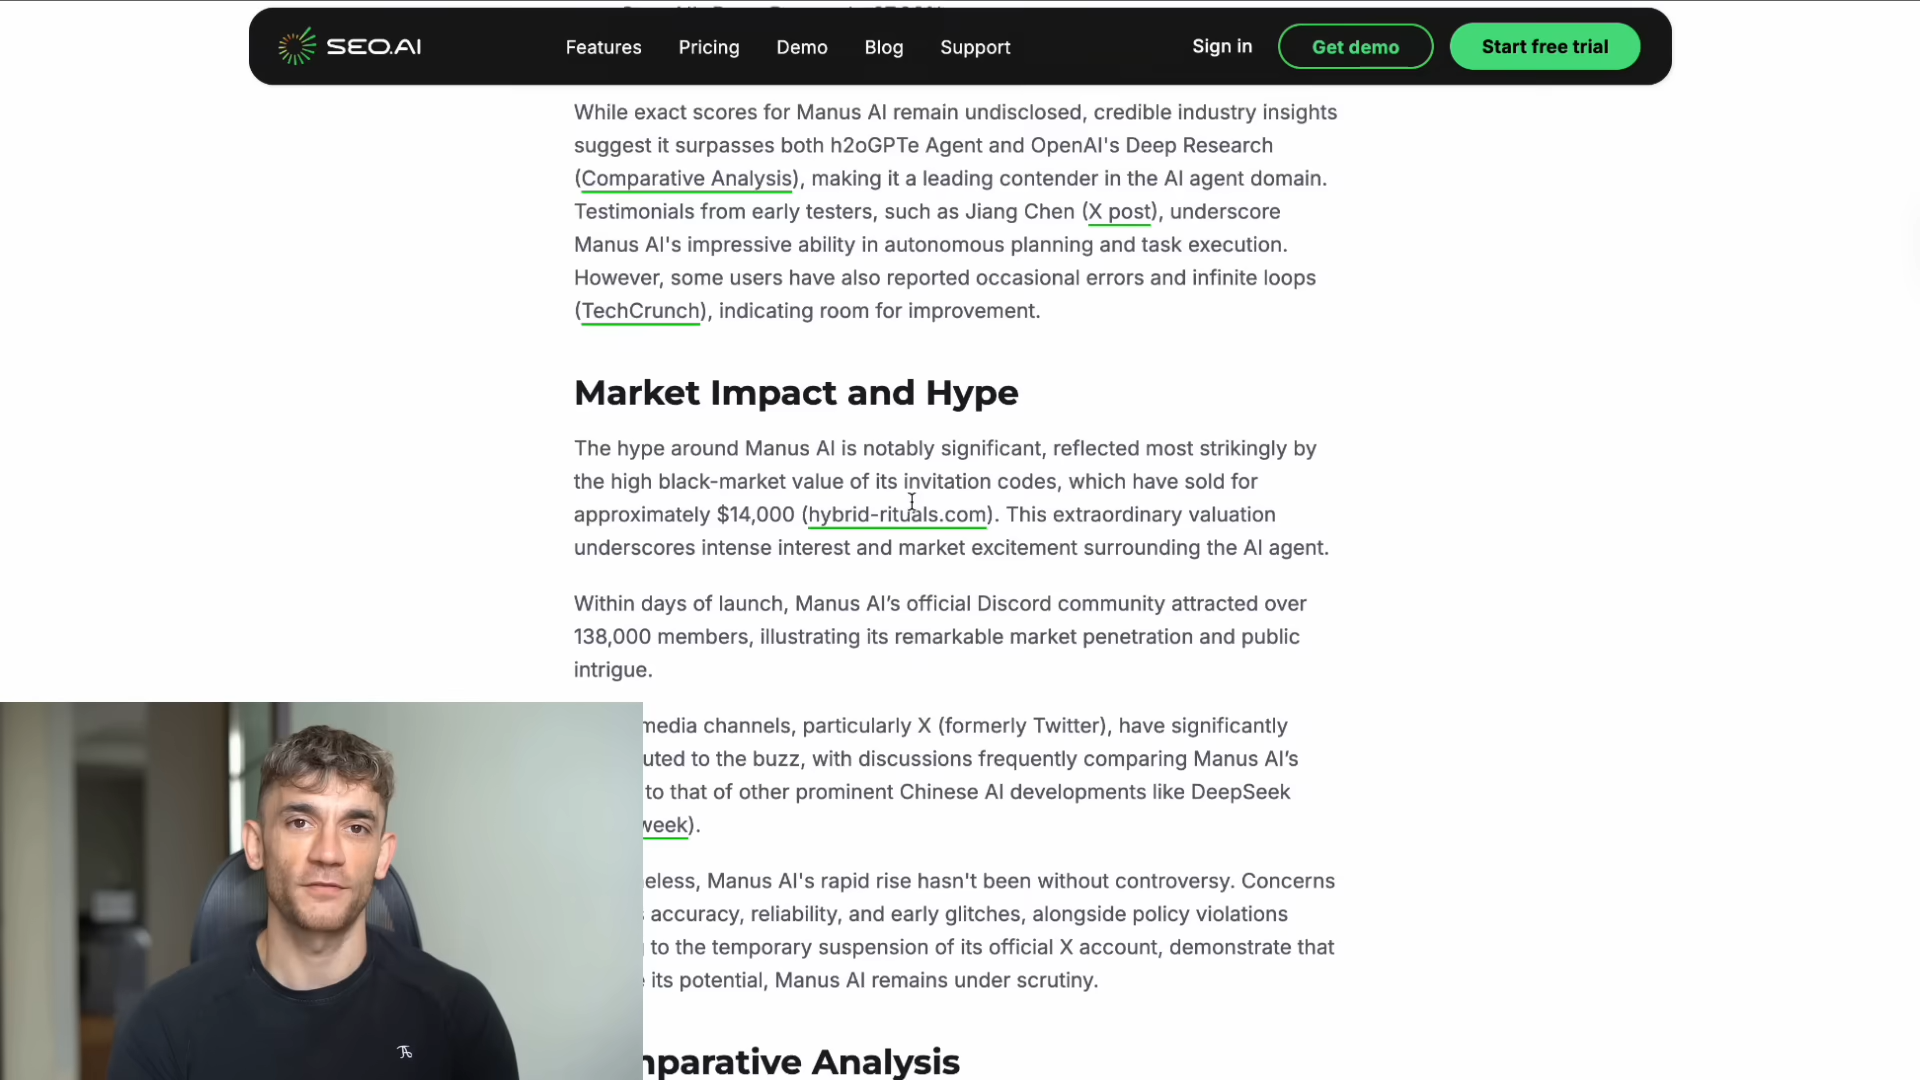 SEO.AI
Features
Pricing
Demo
Blog
Support
Sign in
Get demo
Start free trial
While exact scores for Manus AI remain undisclosed, credible industry insights
suggest it surpasses both h2oGPTe Agent and OpenAI's Deep Research
(Comparative Analysis), making it a leading contender in the AI agent domain.
Testimonials from early testers, such as Jiang Chen (X post), underscore
Manus AI's impressive ability in autonomous planning and task execution.
However, some users have also reported occasional errors and infinite loops
(TechCrunch), indicating room for improvement.
Market Impact and Hype
The hype around Manus AI is notably significant, reflected most strikingly by
the high black-market value of its invitation codes, which have sold for
approximately $14,000 (hybrid-rituals.com). This extraordinary valuation
underscores intense interest and market excitement surrounding the AI agent.
Within days of launch, Manus AI’s official Discord community attracted over
138,000 members, illustrating its remarkable market penetration and public
intrigue.
media channels, particularly X (formerly Twitter), have significantly
uted to the buzz, with discussions frequently comparing Manus AI’s
to that of other prominent Chinese AI developments like DeepSeek
week).
eless, Manus AI's rapid rise hasn't been without controversy. Concerns
accuracy, reliability, and early glitches, alongside policy violations
to the temporary suspension of its official X account, demonstrate that
its potential, Manus AI remains under scrutiny.
mparative Analysis